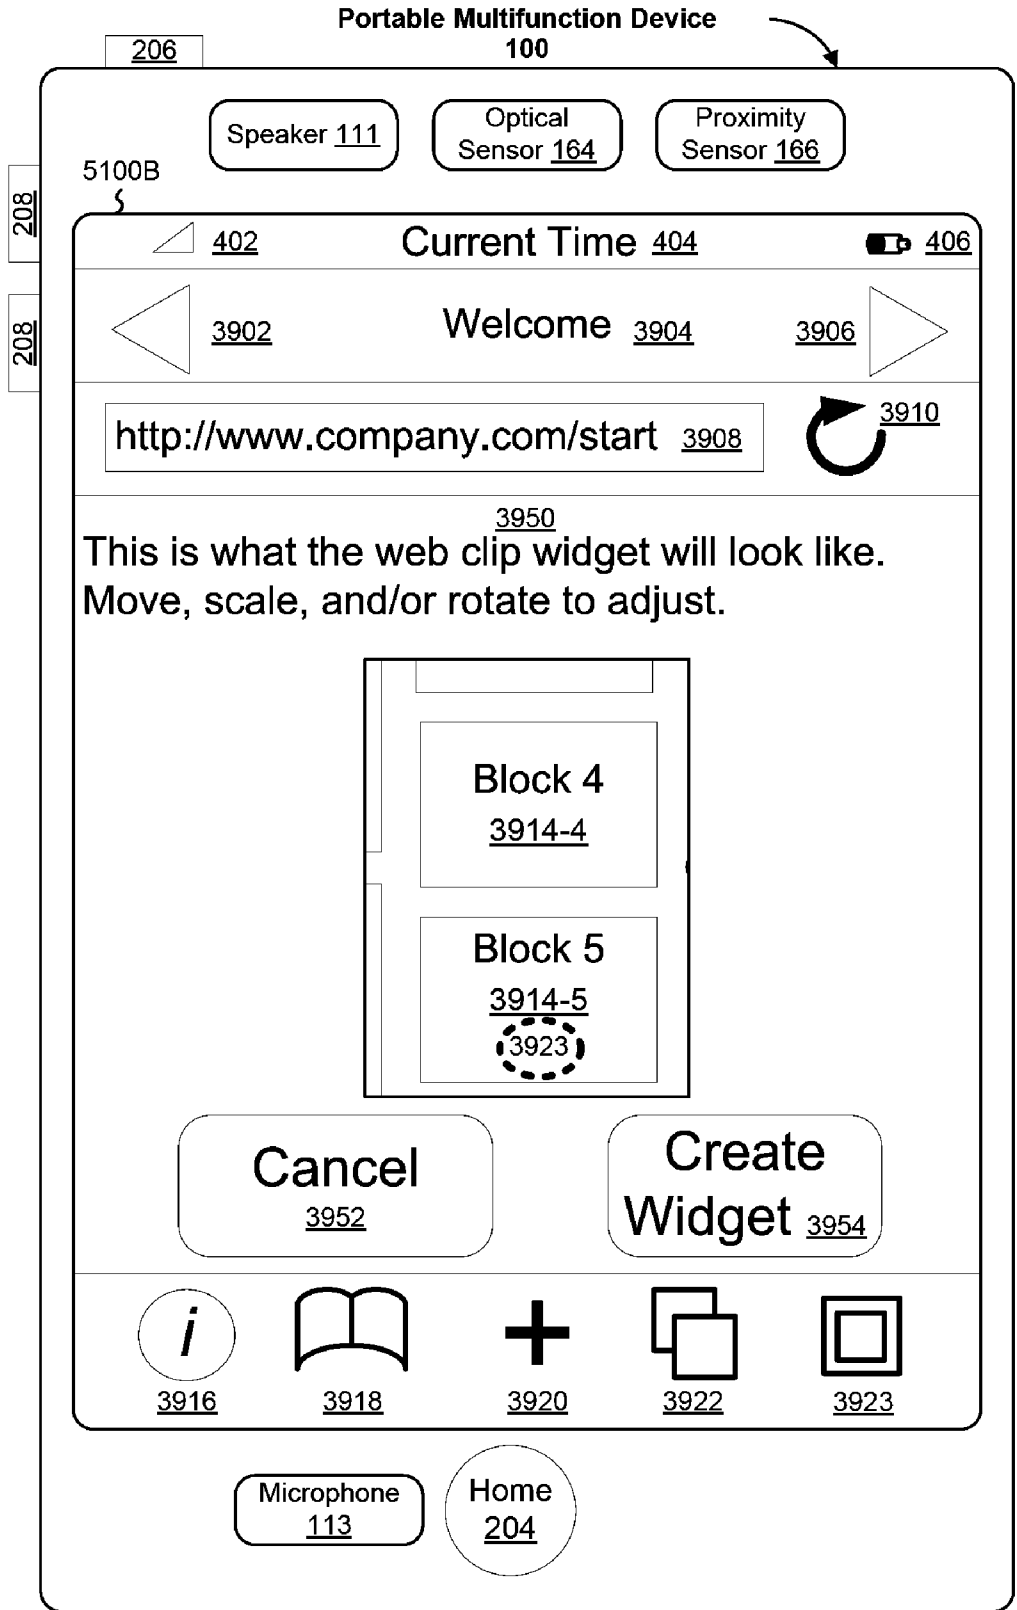 Portable Multifunction Device
100
206
Speaker 111
Optical
Sensor 164
Proximity
Sensor 166
5100B
208
208
402
Current Time 404
406
3902
Welcome 3904
3906
http://www.company.com/start 3908
3910
3950
This is what the web clip widget will look like.
Move, scale, and/or rotate to adjust.
Block 4
3914-4
Block 5
3914-5
3923
Cancel
3952
Create
Widget 3954
i
3916
3918
3920
3922
3923
Microphone
113
Home
204